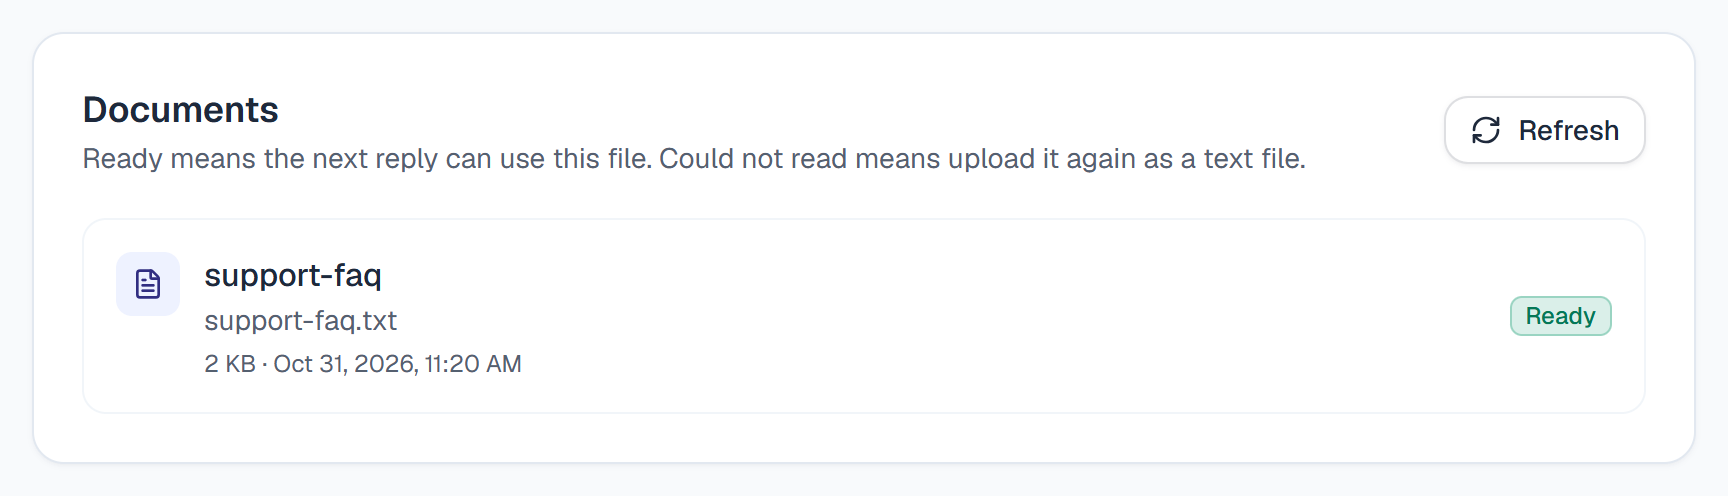 Documents
Ready means the next reply can use this file. Could not read means upload it again as a text file.
Refresh
support-faq
support-faq.txt
2 KB · Oct 31, 2026, 11:20 AM
Ready